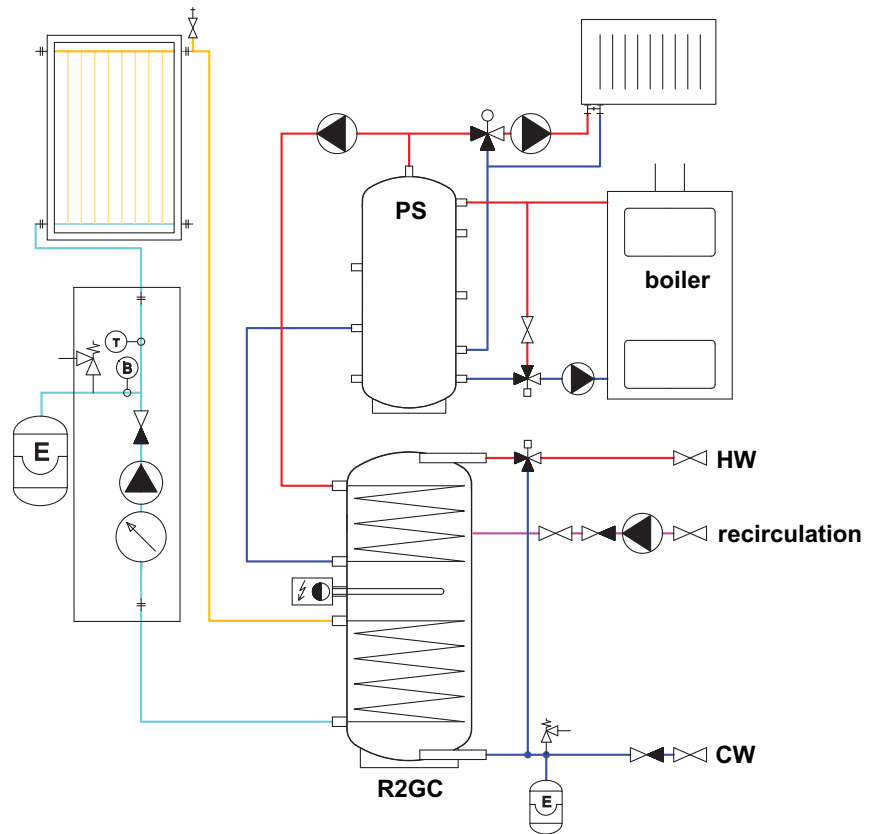 PS
boiler
T
B
E
HW
recirculation
CW
R2GC
E